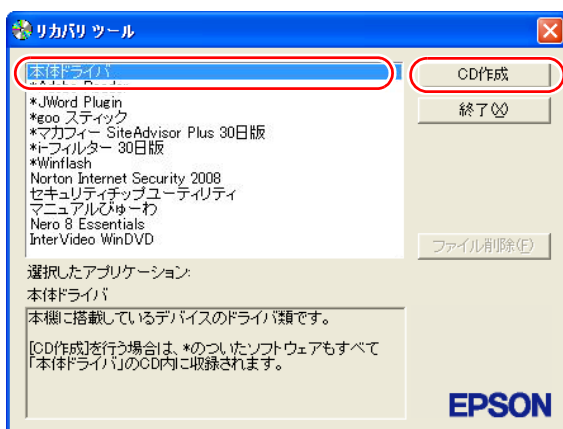 リカバリ ツール
本体ドライバ
*Adobe Reader
*JWord Plugin
*goo スティック
*マカフィー SiteAdvisor Plus 30日版
*i-フィルター 30日版
*Winflash
Norton Internet Security 2008
セキュリティチップユーティリティ
マニュアルびゅーわ
Nero 8 Essentials
InterVideo WinDVD
CD作成
終了(X)
ファイル削除(F)
選択したアプリケーション:
本体ドライバ
本機に搭載しているデバイスのドライバ類です。
[CD作成]を行う場合は、*のついたソフトウェアもすべて
「本体ドライバ」のCD内に収録されます。
EPSON